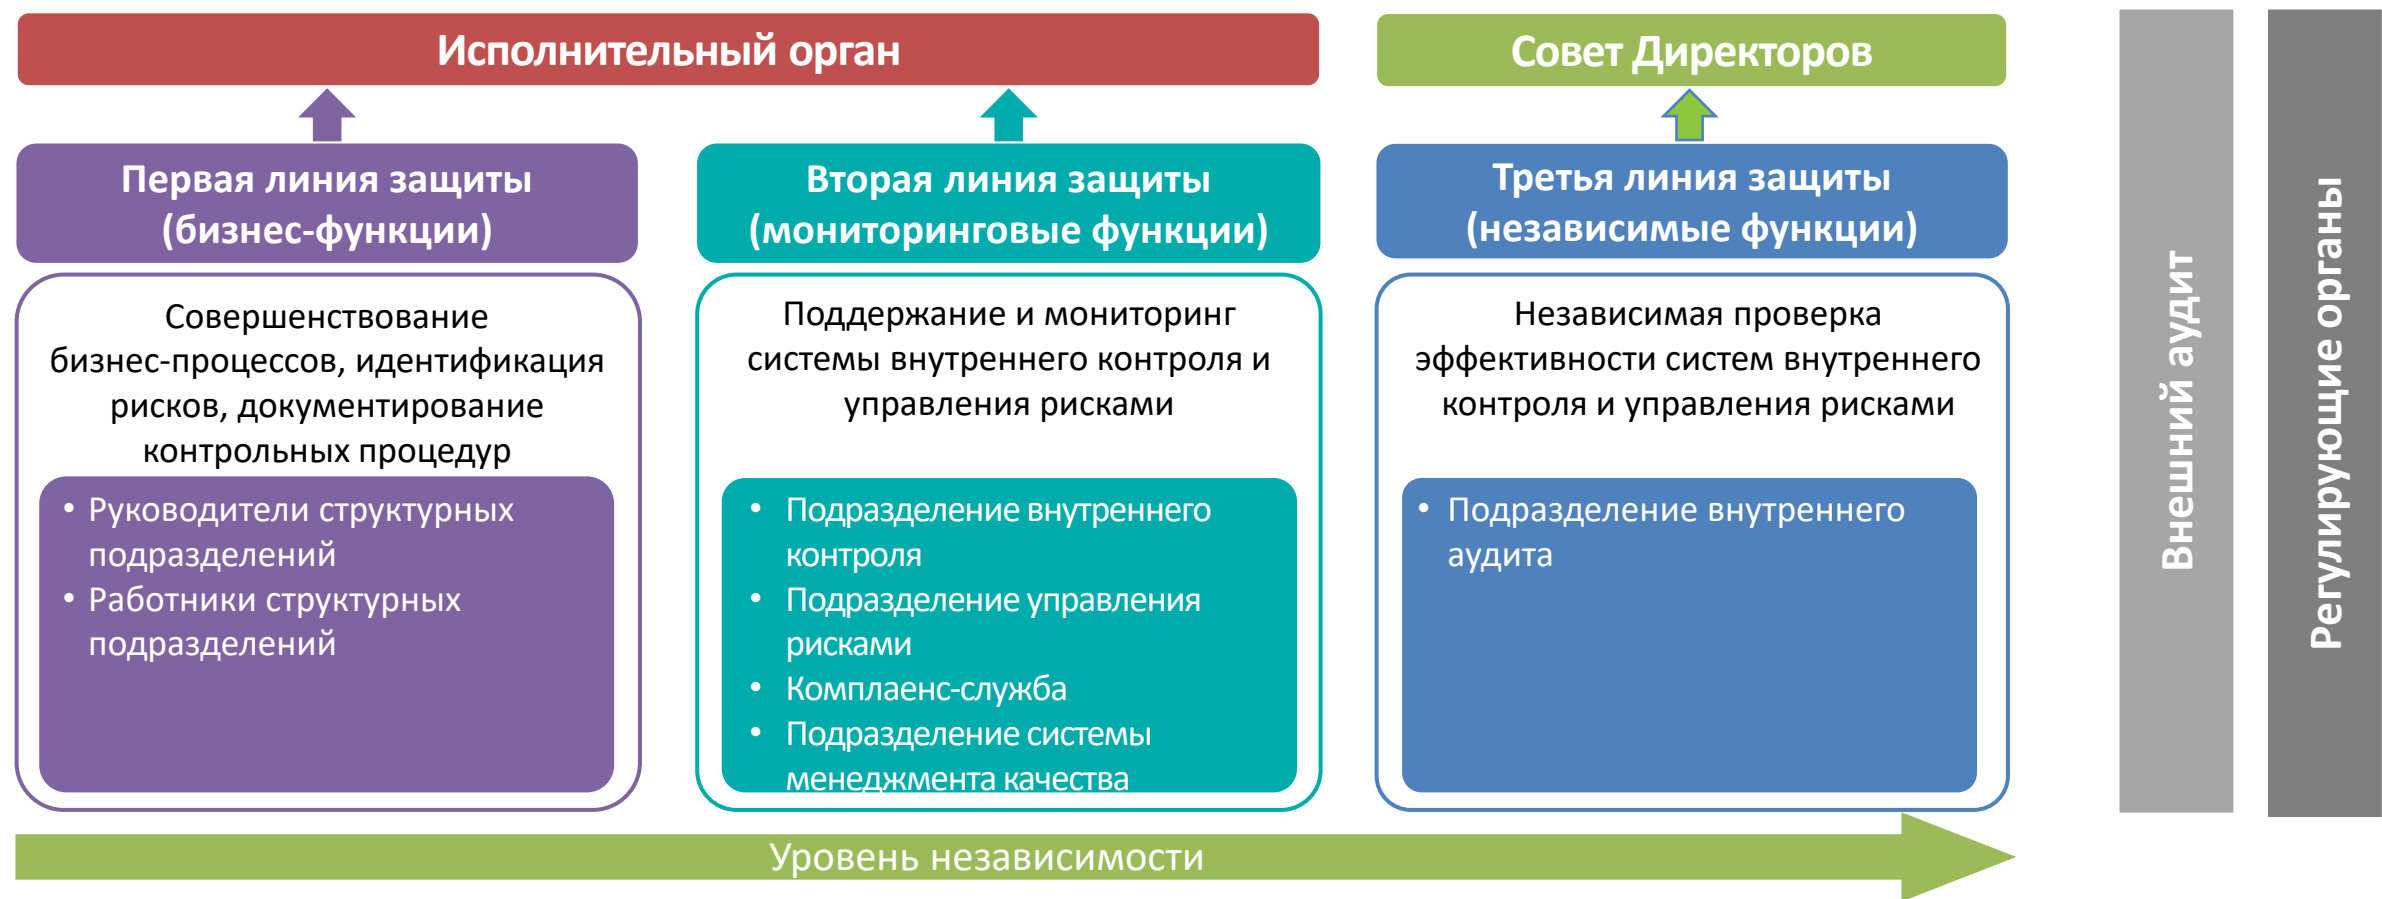 Исполнительный орган
Совет Директоров
Первая линия защиты
(бизнес-функции)
Совершенствование
бизнес-процессов, идентификация
рисков, документирование
контрольных процедур
• Руководители структурных
подразделений
• Работники структурных
подразделений
Вторая линия защиты
(мониторинговые функции)
Поддержание и мониторинг
системы внутреннего контроля и
управления рисками
• Подразделение внутреннего
контроля
• Подразделение управления
рисками
• Комплаенс-служба
• Подразделение системы
менеджмента качества
Третья линия защиты
(независимые функции)
Независимая проверка
эффективности систем внутреннего
контроля и управления рисками
• Подразделение внутреннего
аудита
Внешний аудит
Регулирующие органы
Уровень независимости